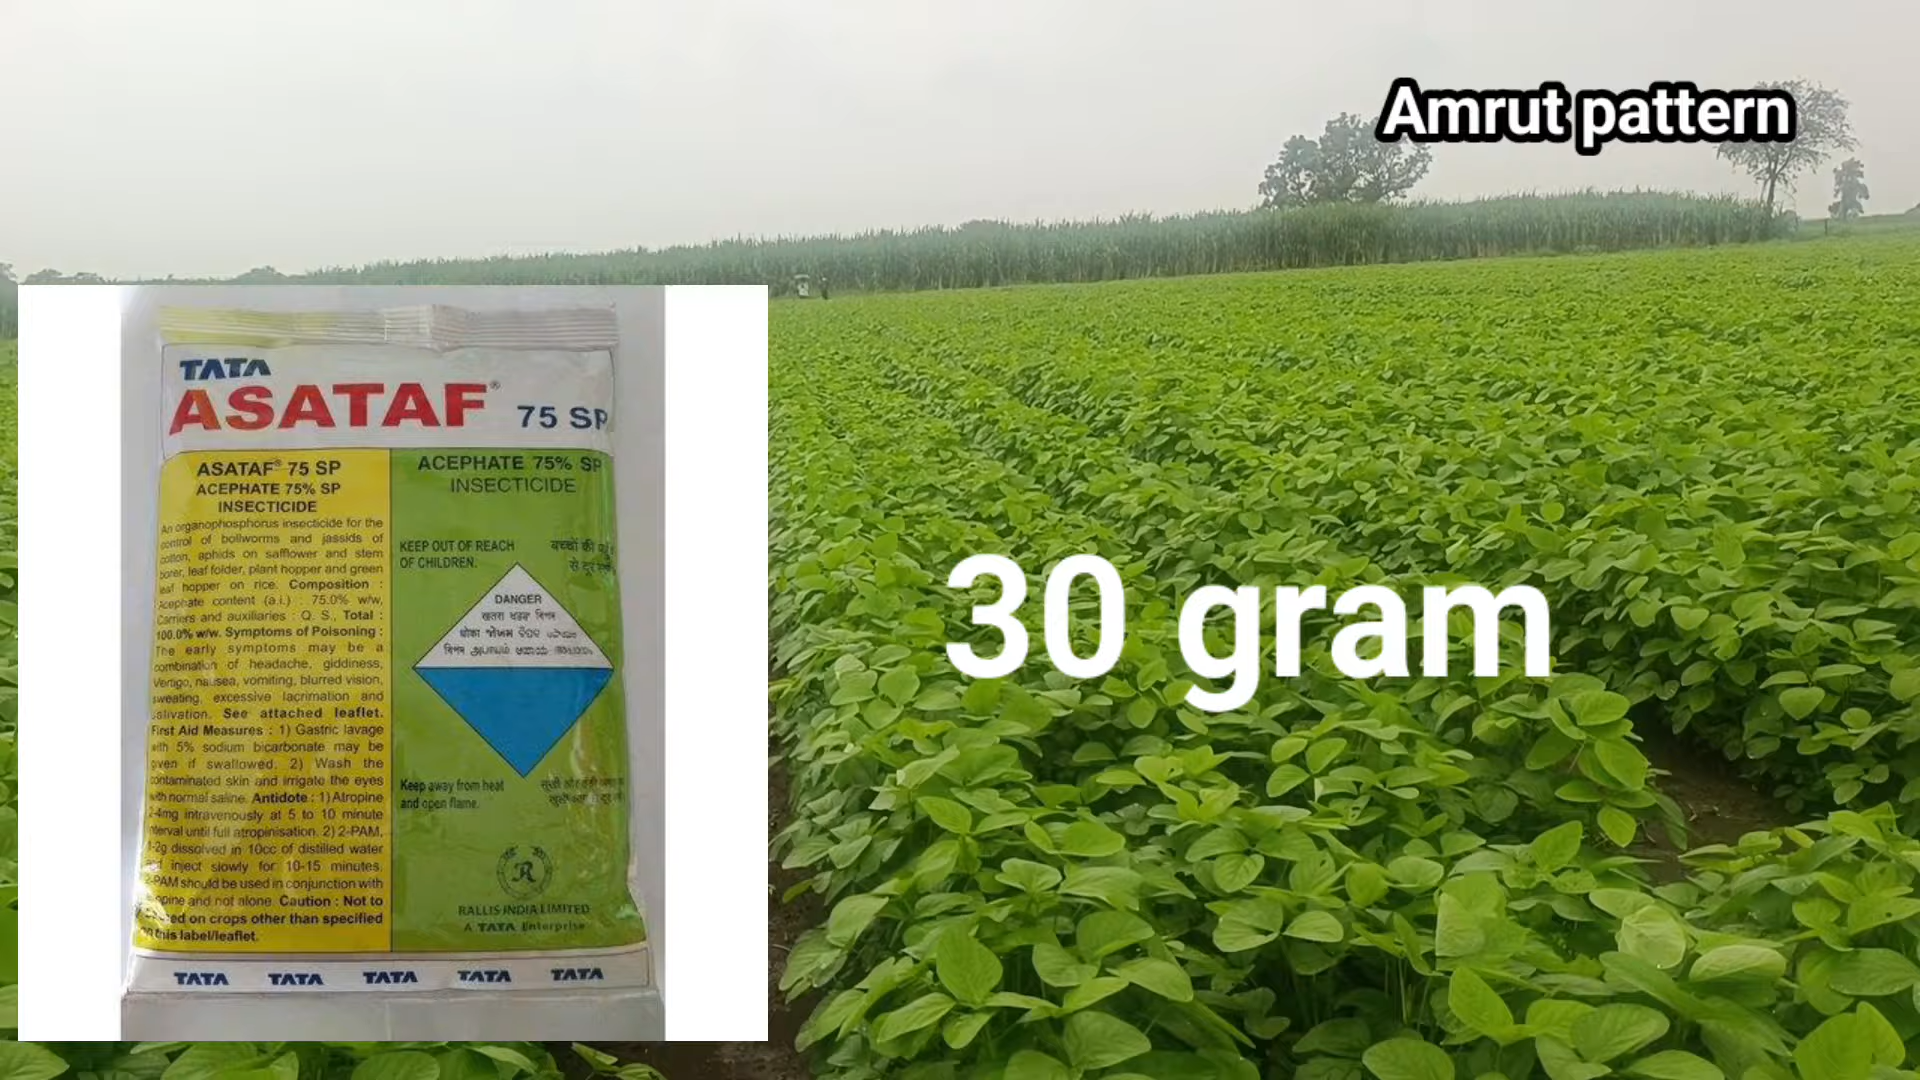 Amrut pattern
TATA
ASATAF®
75 SP
ASATAF® 75 SP
ACEPHATE 75% SP
INSECTICIDE
An organophosphorus insecticide for the
control of bollworms and jassids of
cotton, aphids on safflower and stem
borer, leaf folder, plant hopper and green
leaf hopper on rice. Composition :
Acephate content (a.i.) : 75.0% w/w,
Carriers and auxiliaries : Q. S., Total :
100.0% w/w. Symptoms of Poisoning :
The early symptoms may be a
combination of headache, giddiness,
Vertigo, nausea, vomiting, blurred vision,
sweating, excessive lacrimation and
salivation. See attached leaflet.
First Aid Measures : 1) Gastric lavage
with 5% sodium bicarbonate may be
given if swallowed. 2) Wash the
contaminated skin and irrigate the eyes
with normal saline. Antidote : 1) Atropine
2-4mg intravenously at 5 to 10 minute
interval until full atropinisation. 2) 2-PAM,
1-2g dissolved in 10cc of distilled water
and inject slowly for 10-15 minutes.
2-PAM should be used in conjunction with
and not alone. Caution : Not to
on crops other than specified
on this label/leaflet.
ACEPHATE 75% SP
INSECTICIDE
KEEP OUT OF REACH
OF CHILDREN.
बच्चों की
से दूर
DANGER
खतरा
धोका
Keep away from heat
and open flame.
R
RALLIS INDIA LIMITED
A TATA Enterprise
TATA TATA TATA TATA TATA
30 gram